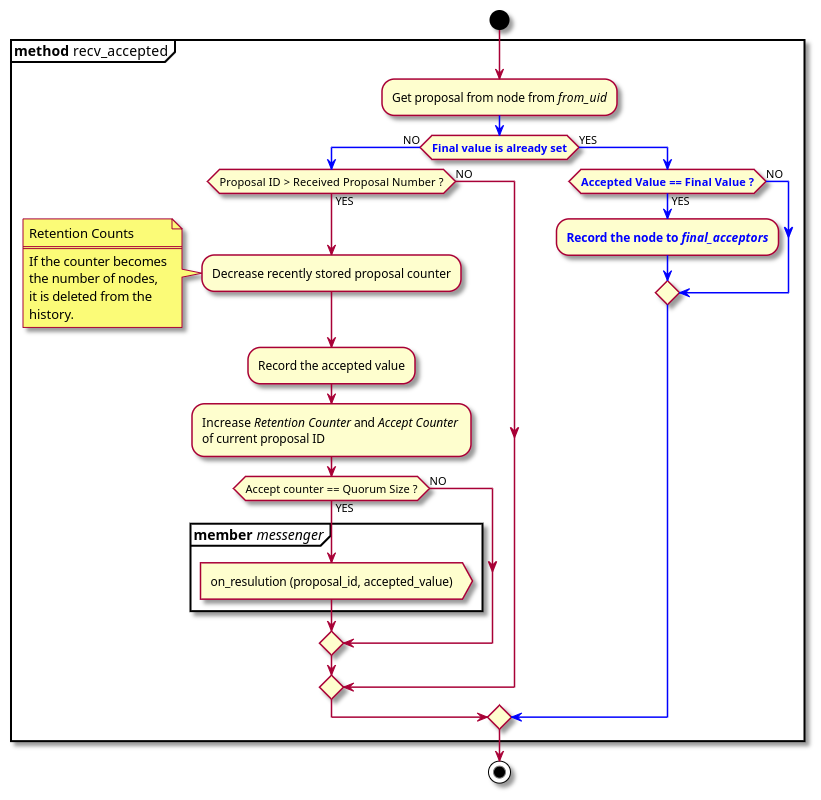 method recv_accepted
Get proposal from node from from_uid
NO
Final value is already set
YES
Proposal ID > Received Proposal Number ?
NO
YES
Accepted Value == Final Value ?
NO
YES
Retention Counts
If the counter becomes
the number of nodes,
it is deleted from the
history.
Record the node to final_acceptors
Decrease recently stored proposal counter
Record the accepted value
Increase Retention Counter and Accept Counter
of current proposal ID
Accept counter == Quorum Size ?
NO
YES
member messenger
on_resulution (proposal_id, accepted_value)